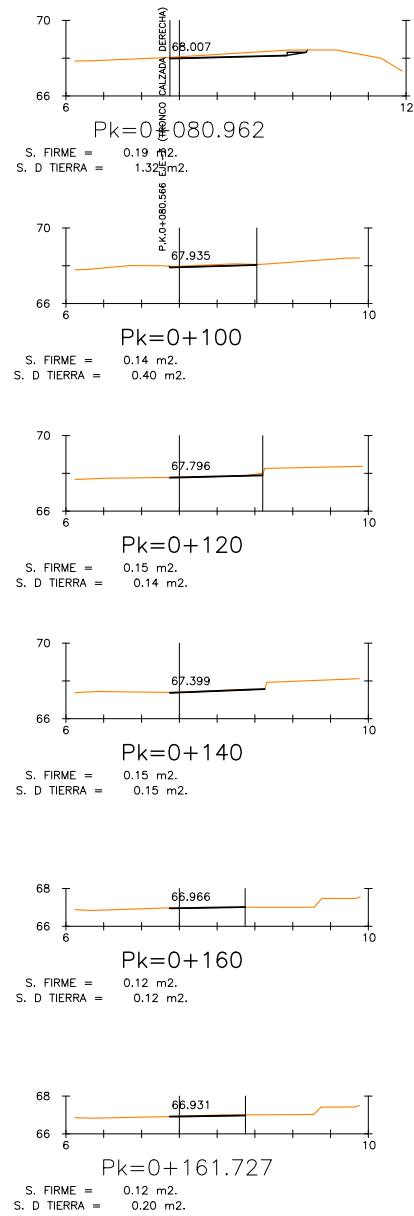 70
68.007
66
6
12
Pk=0+080.962
S. FIRME = 0.19 m2.
S. D TIERRA = 1.32 m2.
P.K.0+080.566 EJE-5 (TRONCO CALZADA DERECHA)
70
67.935
66
6
10
Pk=0+100
S. FIRME = 0.14 m2.
S. D TIERRA = 0.40 m2.
70
67.796
66
6
10
Pk=0+120
S. FIRME = 0.15 m2.
S. D TIERRA = 0.14 m2.
70
67.399
66
6
10
Pk=0+140
S. FIRME = 0.15 m2.
S. D TIERRA = 0.15 m2.
68
66.966
66
6
10
Pk=0+160
S. FIRME = 0.12 m2.
S. D TIERRA = 0.12 m2.
68
66.931
66
6
10
Pk=0+161.727
S. FIRME = 0.12 m2.
S. D TIERRA = 0.20 m2.